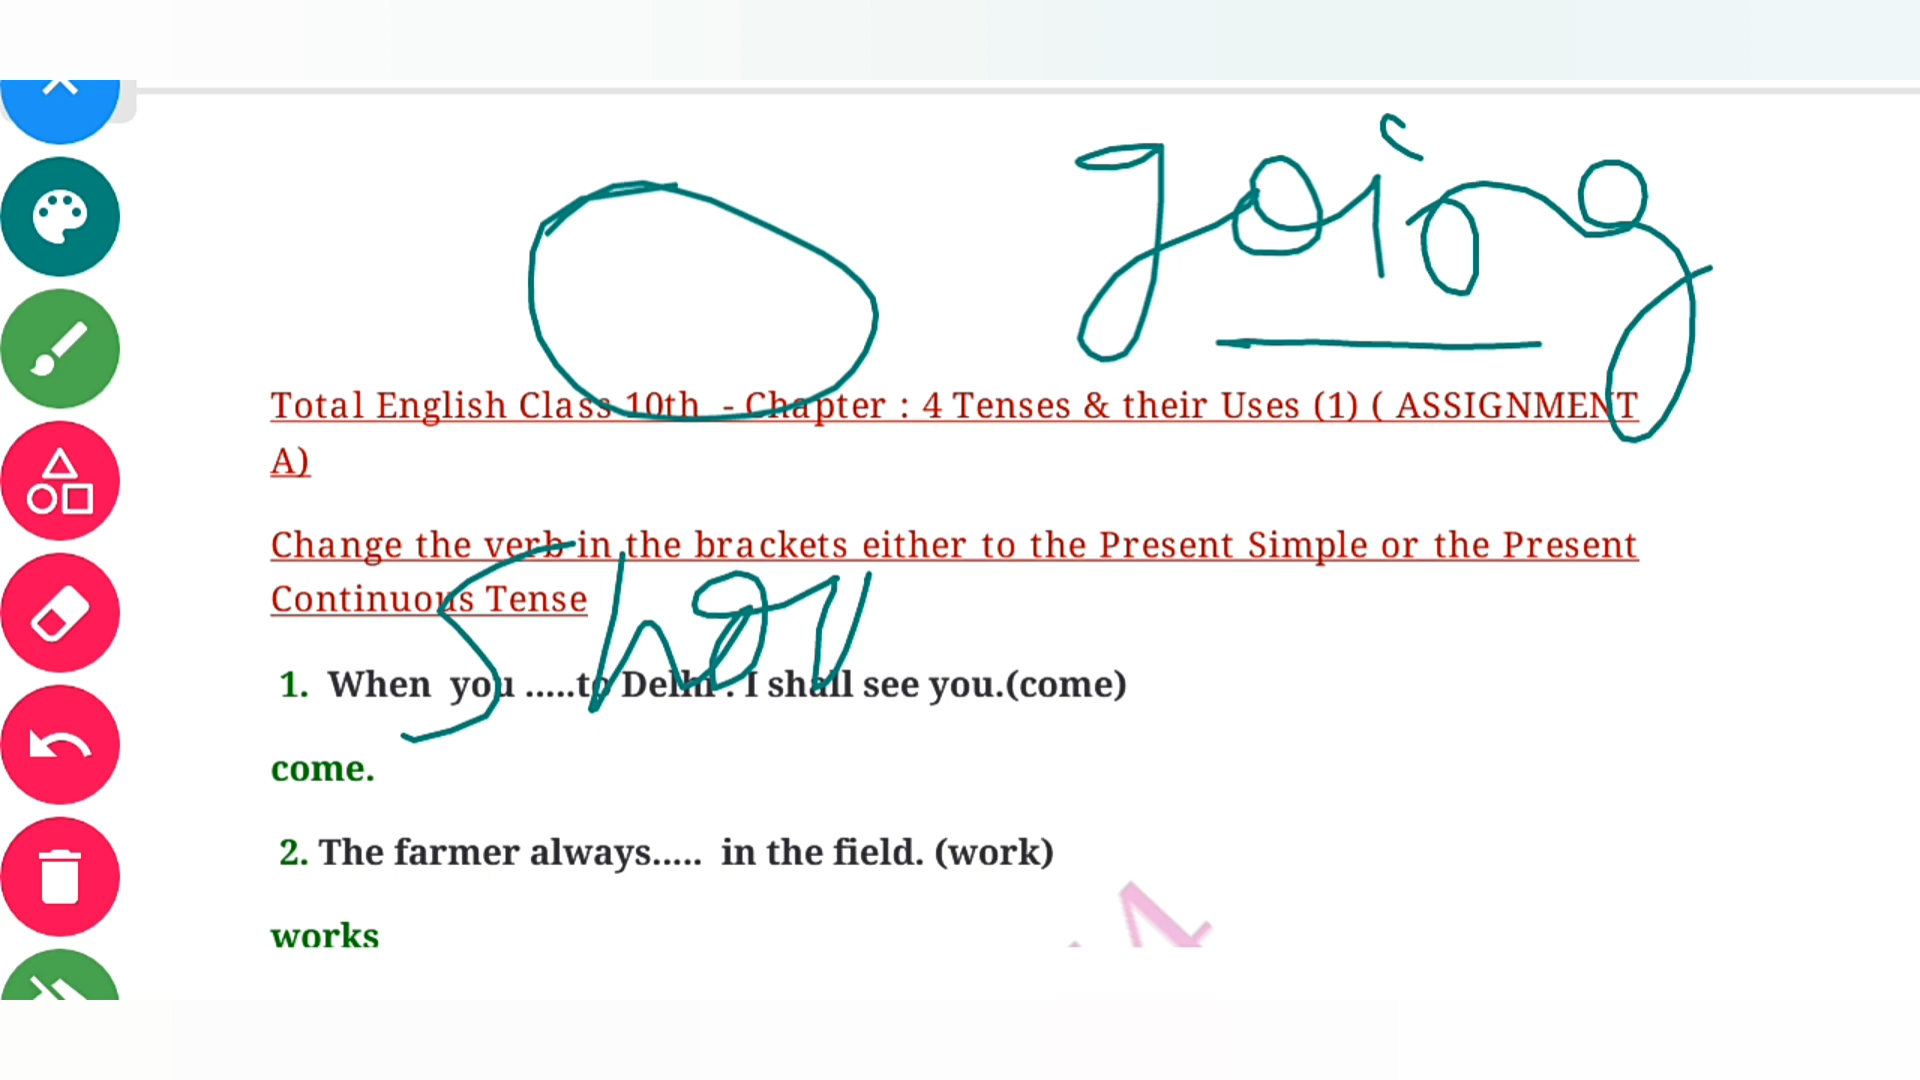 going
Total English Class 10th - Chapter : 4 Tenses & their Uses (1) ( ASSIGNMENT
A)
Change the verb in the brackets either to the Present Simple or the Present
Continuous Tense
1. When you .....to Delhi . I shall see you.(come)
come.
2. The farmer always..... in the field. (work)
works